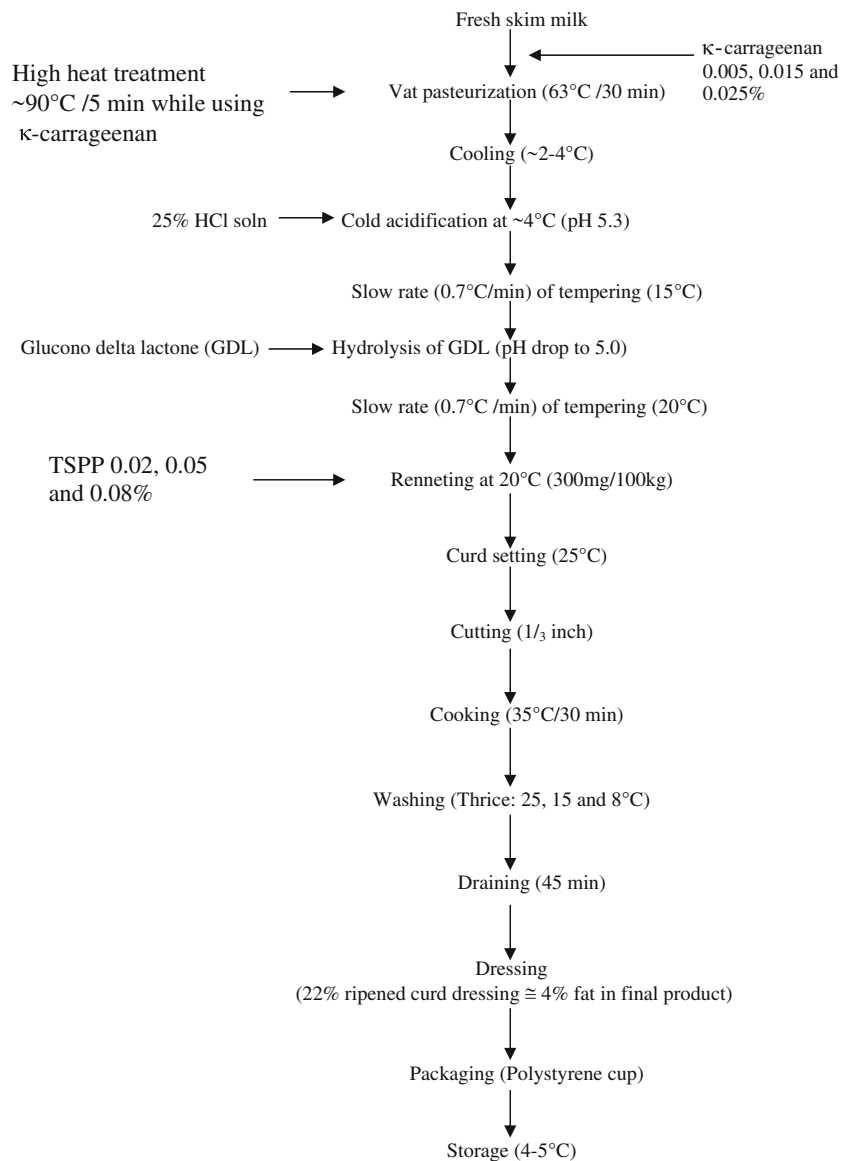 Fresh skim milk
κ-carrageenan
0.005, 0.015 and
0.025%
High heat treatment
~90°C /5 min while using
κ-carrageenan
Vat pasteurization (63°C /30 min)
Cooling (~2-4°C)
25% HCl soln
Cold acidification at ~4°C (pH 5.3)
Slow rate (0.7°C/min) of tempering (15°C)
Glucono delta lactone (GDL)
Hydrolysis of GDL (pH drop to 5.0)
Slow rate (0.7°C /min) of tempering (20°C)
TSPP 0.02, 0.05
and 0.08%
Renneting at 20°C (300mg/100kg)
Curd setting (25°C)
Cutting (1/3 inch)
Cooking (35°C/30 min)
Washing (Thrice: 25, 15 and 8°C)
Draining (45 min)
Dressing
(22% ripened curd dressing ≅ 4% fat in final product)
Packaging (Polystyrene cup)
Storage (4-5°C)